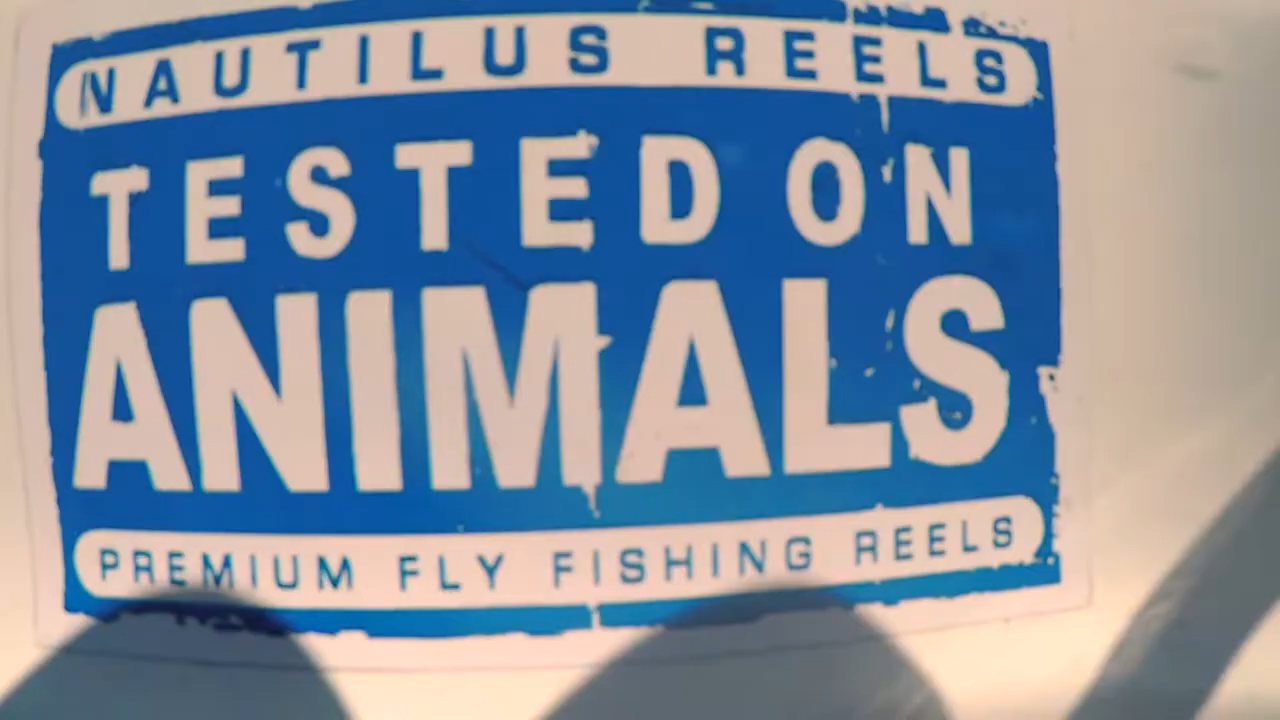 NAUTILUS REELS
TESTED ON
ANIMALS
PREMIUM FLY FISHING REELS